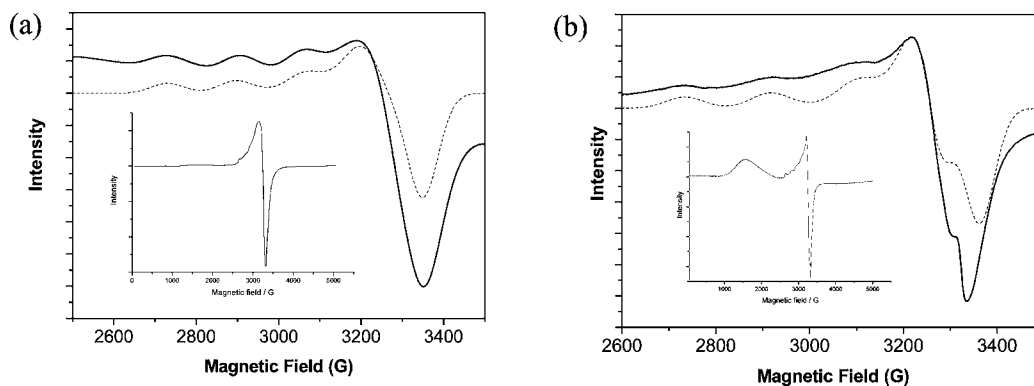 (a)
Intensity
2600 2800 3000 3200 3400
Magnetic Field (G)
Intensity
0 1000 2000 3000 4000 5000
Magnetic field / G
(b)
Intensity
2600 2800 3000 3200 3400
Magnetic Field (G)
Intensity
1000 2000 3000 4000 5000
Magnetic field / G